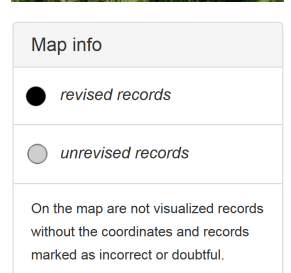 Map info
revised records
unrevised records
On the map are not visualized records
without the coordinates and records
marked as incorrect or doubtful.